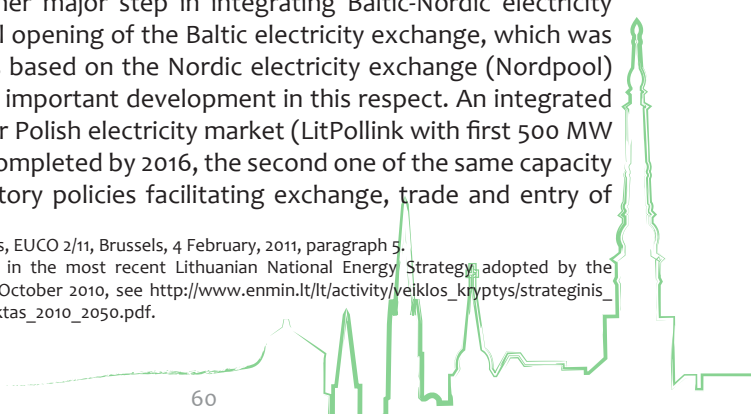 her major step in integrating Baltic-Nordic electricity
l opening of the Baltic electricity exchange, which was
based on the Nordic electricity exchange (Nordpool)
important development in this respect. An integrated
r Polish electricity market (LitPollink with first 500 MW
ompleted by 2016, the second one of the same capacity
tory policies facilitating exchange, trade and entry of
s, EUCO 2/11, Brussels, 4 February, 2011, paragraph 5.
in the most recent Lithuanian National Energy Strategy adopted by the
October 2010, see http://www.enmin.lt/lt/activity/veiklos_kryptys/strateginis_
ktas_2010_2050.pdf.
60